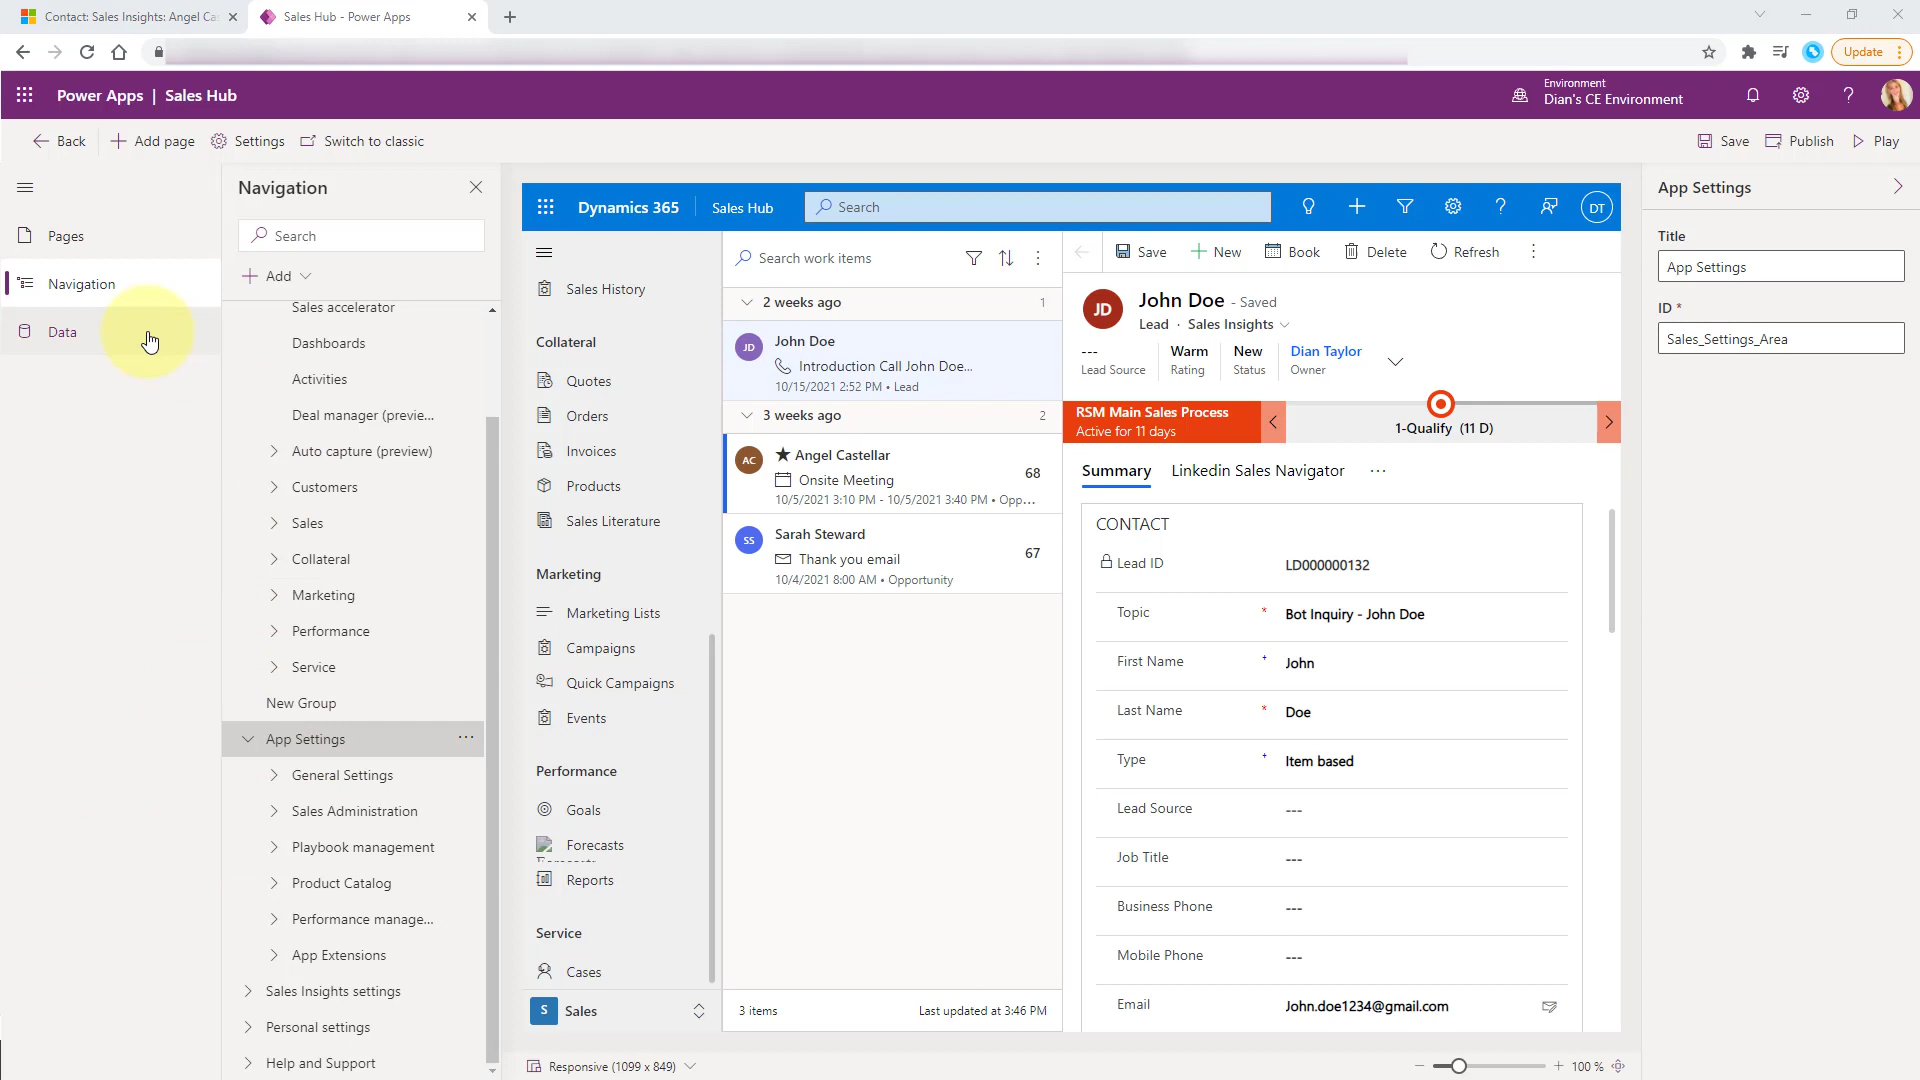 Contact: Sales Insights: Angel Ca
Sales Hub - Power Apps
Update
Power Apps | Sales Hub
Environment
Dian's CE Environment
Back
Add page
Settings
Switch to classic
Save
Publish
Play
Pages
Navigation
Data
Navigation
Search
Add
Sales accelerator
Dashboards
Activities
Deal manager (previe...
Auto capture (preview)
Customers
Sales
Collateral
Marketing
Performance
Service
New Group
App Settings
General Settings
Sales Administration
Playbook management
Product Catalog
Performance manage...
App Extensions
Sales Insights settings
Personal settings
Help and Support
Dynamics 365
Sales Hub
Search
DT
Sales History
Collateral
Quotes
Orders
Invoices
Products
Sales Literature
Marketing
Marketing Lists
Campaigns
Quick Campaigns
Events
Performance
Goals
Forecasts
Reports
Service
Cases
S Sales
Search work items
2 weeks ago 1
JD John Doe
Introduction Call John Doe...
10/15/2021 2:52 PM • Lead
3 weeks ago 2
AC ★ Angel Castellar 68
Onsite Meeting
10/5/2021 3:10 PM - 10/5/2021 3:40 PM • Opp...
SS Sarah Steward 67
Thank you email
10/4/2021 8:00 AM • Opportunity
3 items Last updated at 3:46 PM
Save
New
Book
Delete
Refresh
JD John Doe - Saved
Lead · Sales Insights
---
Lead Source
Warm
Rating
New
Status
Dian Taylor
Owner
RSM Main Sales Process
Active for 11 days
1-Qualify (11 D)
Summary
Linkedin Sales Navigator
...
CONTACT
Lead ID LD000000132
Topic * Bot Inquiry - John Doe
First Name + John
Last Name * Doe
Type + Item based
Lead Source ---
Job Title ---
Business Phone ---
Mobile Phone ---
Email John.doe1234@gmail.com
App Settings
Title
App Settings
ID *
Sales_Settings_Area
Responsive (1099 x 849)
100 %